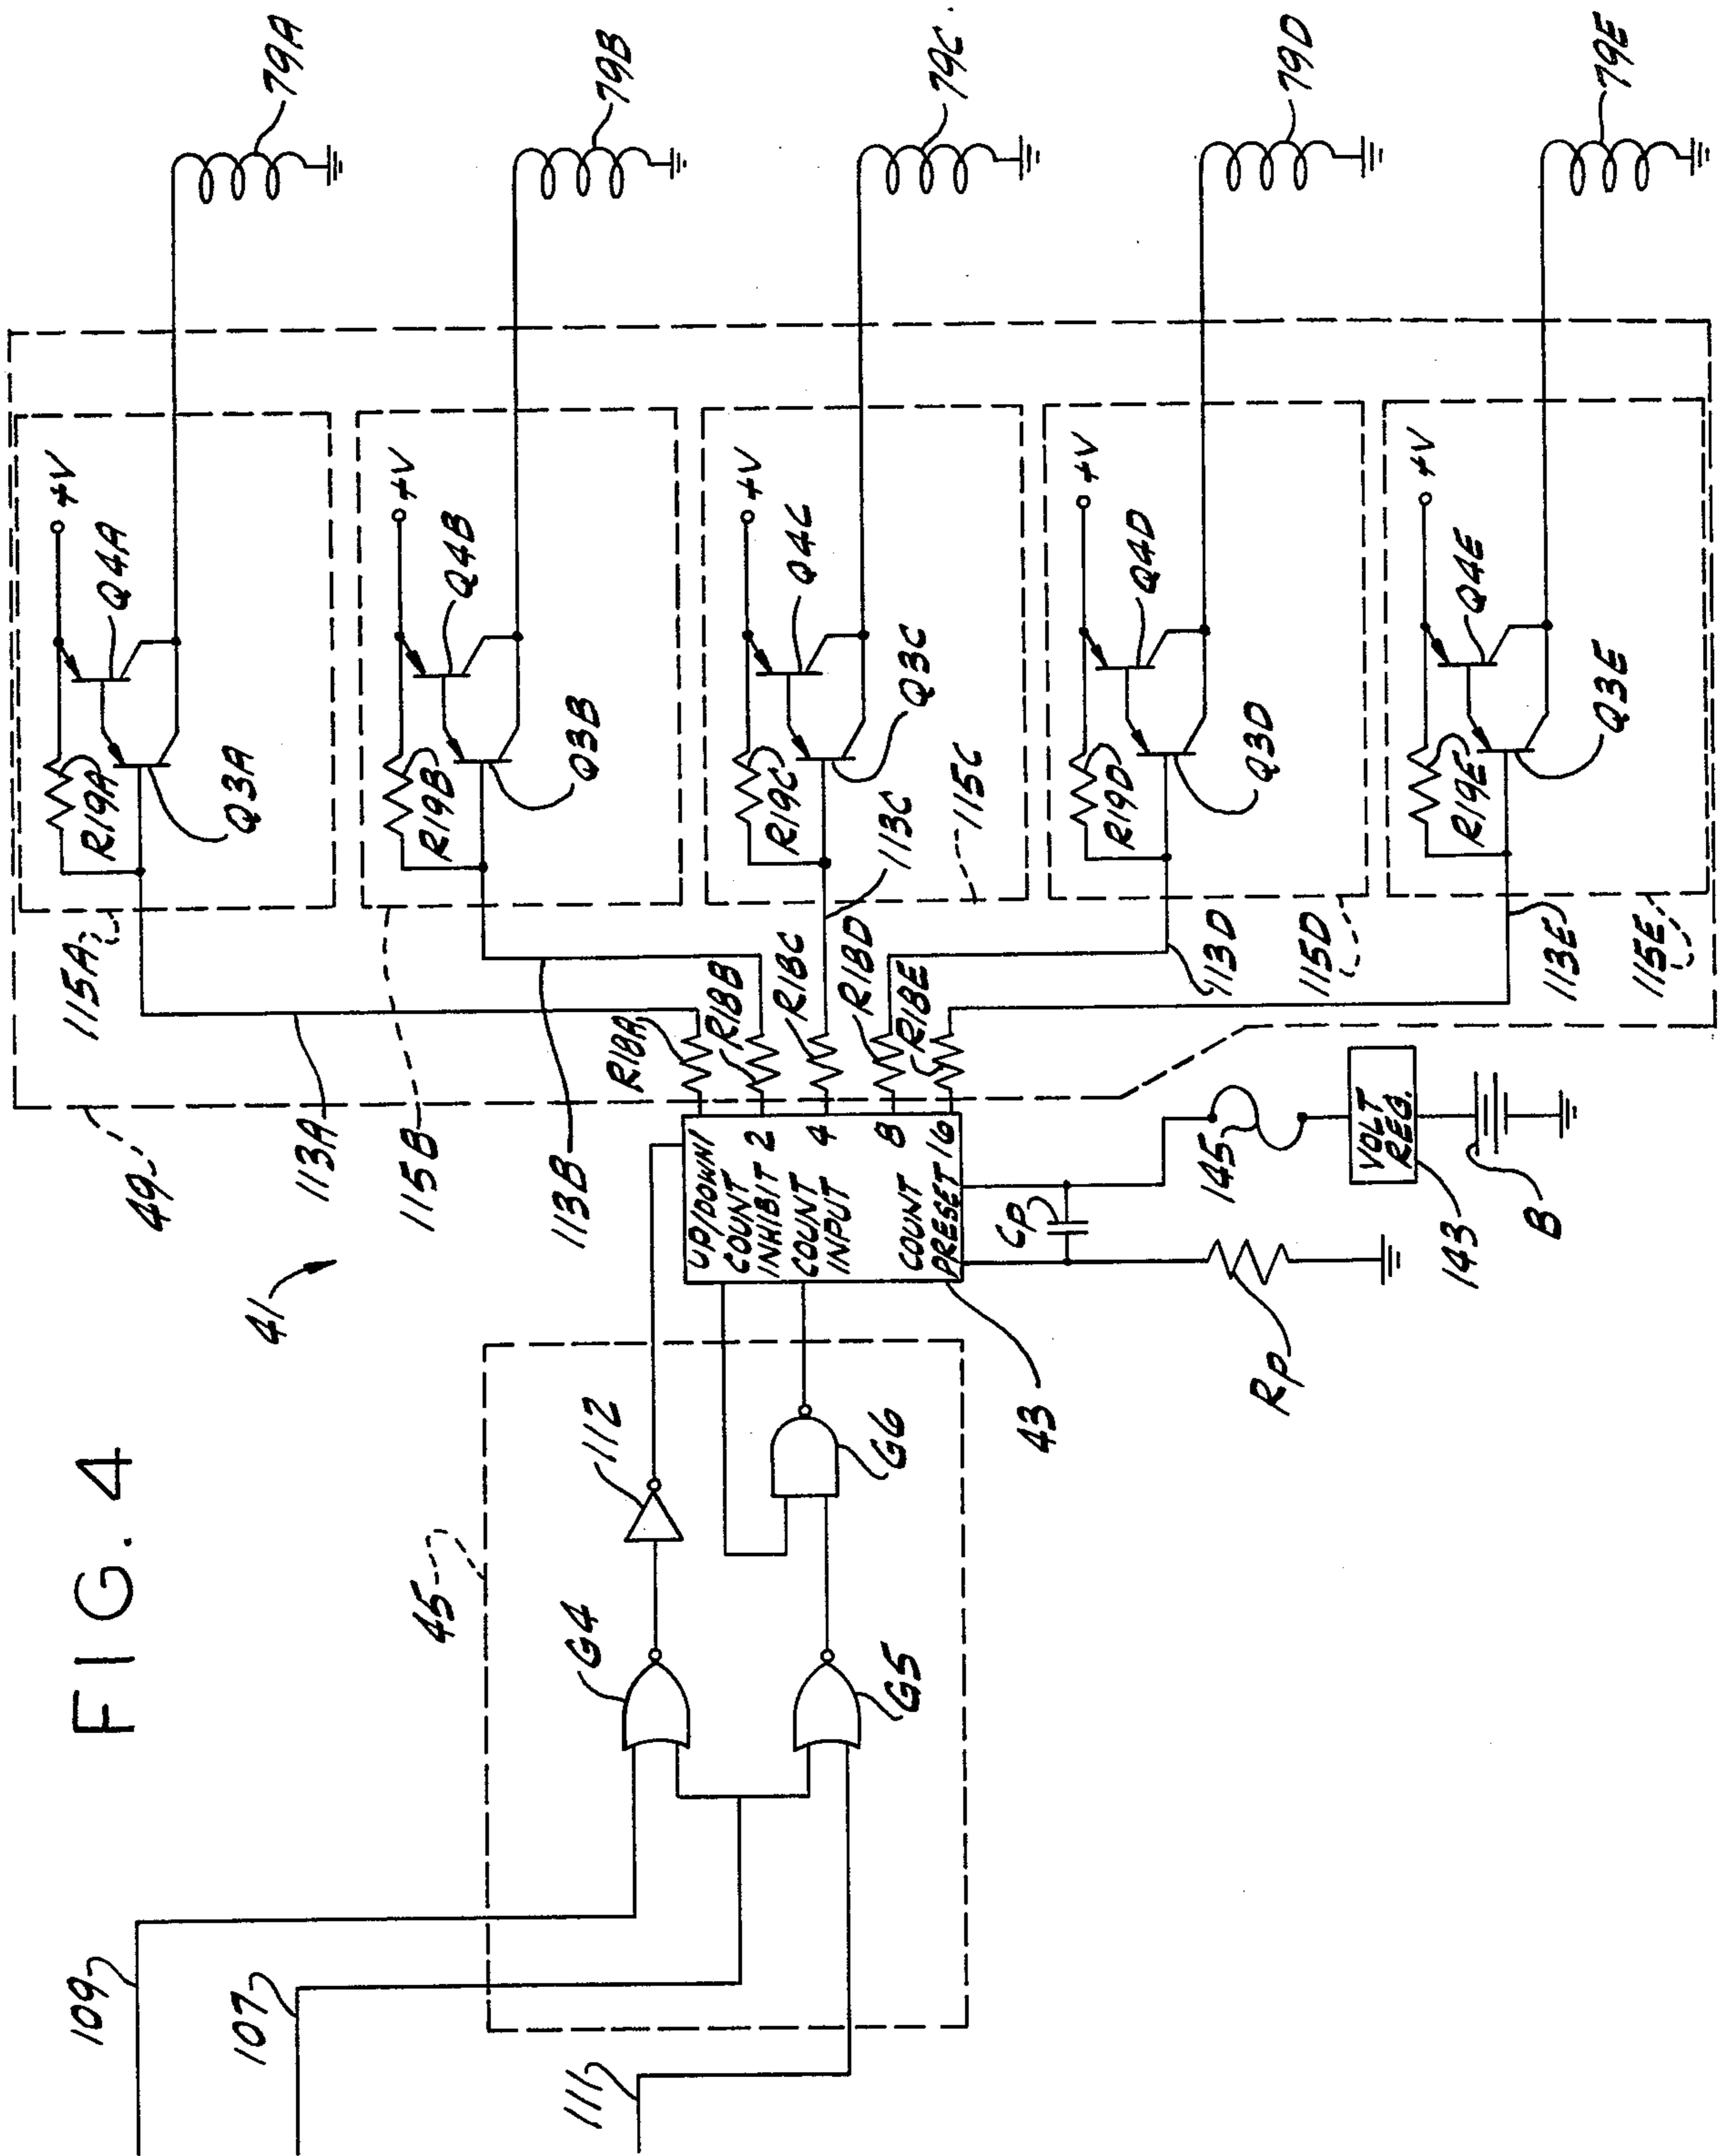 FIG. 4
109
107
111
45
G4
G5
112
G6
41
43
UP/DOWN 1
COUNT
INHIBIT 2
COUNT 4
INPUT
COUNT 8
PRESET 16
CP
RP
145
VOLT
REG.
143
B
49
113A
115A
115B
113B
R18A
R18B
R18C
R18D
R18E
113C
115C
113D
115D
113E
115E
+V
R19A
Q3A
Q4A
79A
+V
R19B
Q3B
Q4B
79B
+V
R19C
Q3C
Q4C
79C
+V
R19D
Q3D
Q4D
79D
+V
R19E
Q3E
Q4E
79E